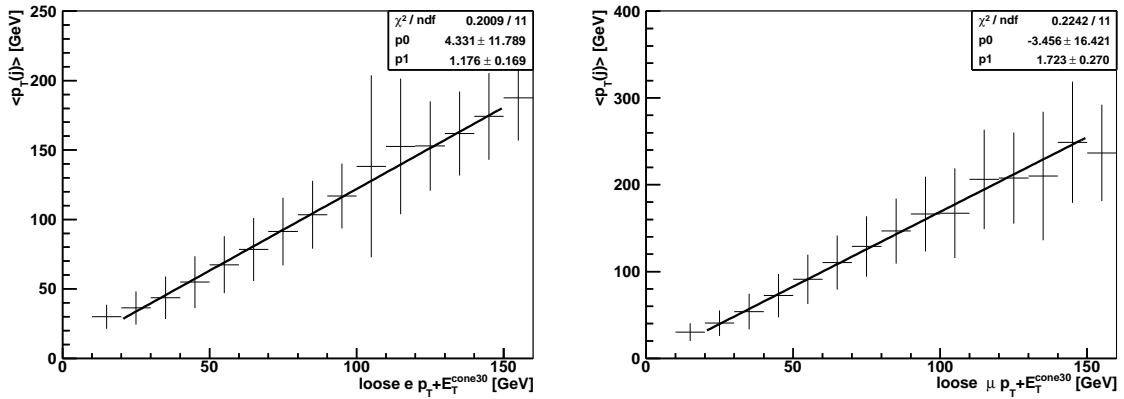 <p_T(j)> [GeV]
250
200
150
100
50
0
χ² / ndf 0.2009 / 11
p0 4.331 ± 11.789
p1 1.176 ± 0.169
0 50 100 150
loose e p_T+E_T^cone30 [GeV]
<p_T(j)> [GeV]
400
300
200
100
0
χ² / ndf 0.2242 / 11
p0 -3.456 ± 16.421
p1 1.723 ± 0.270
0 50 100 150
loose μ p_T+E_T^cone30 [GeV]